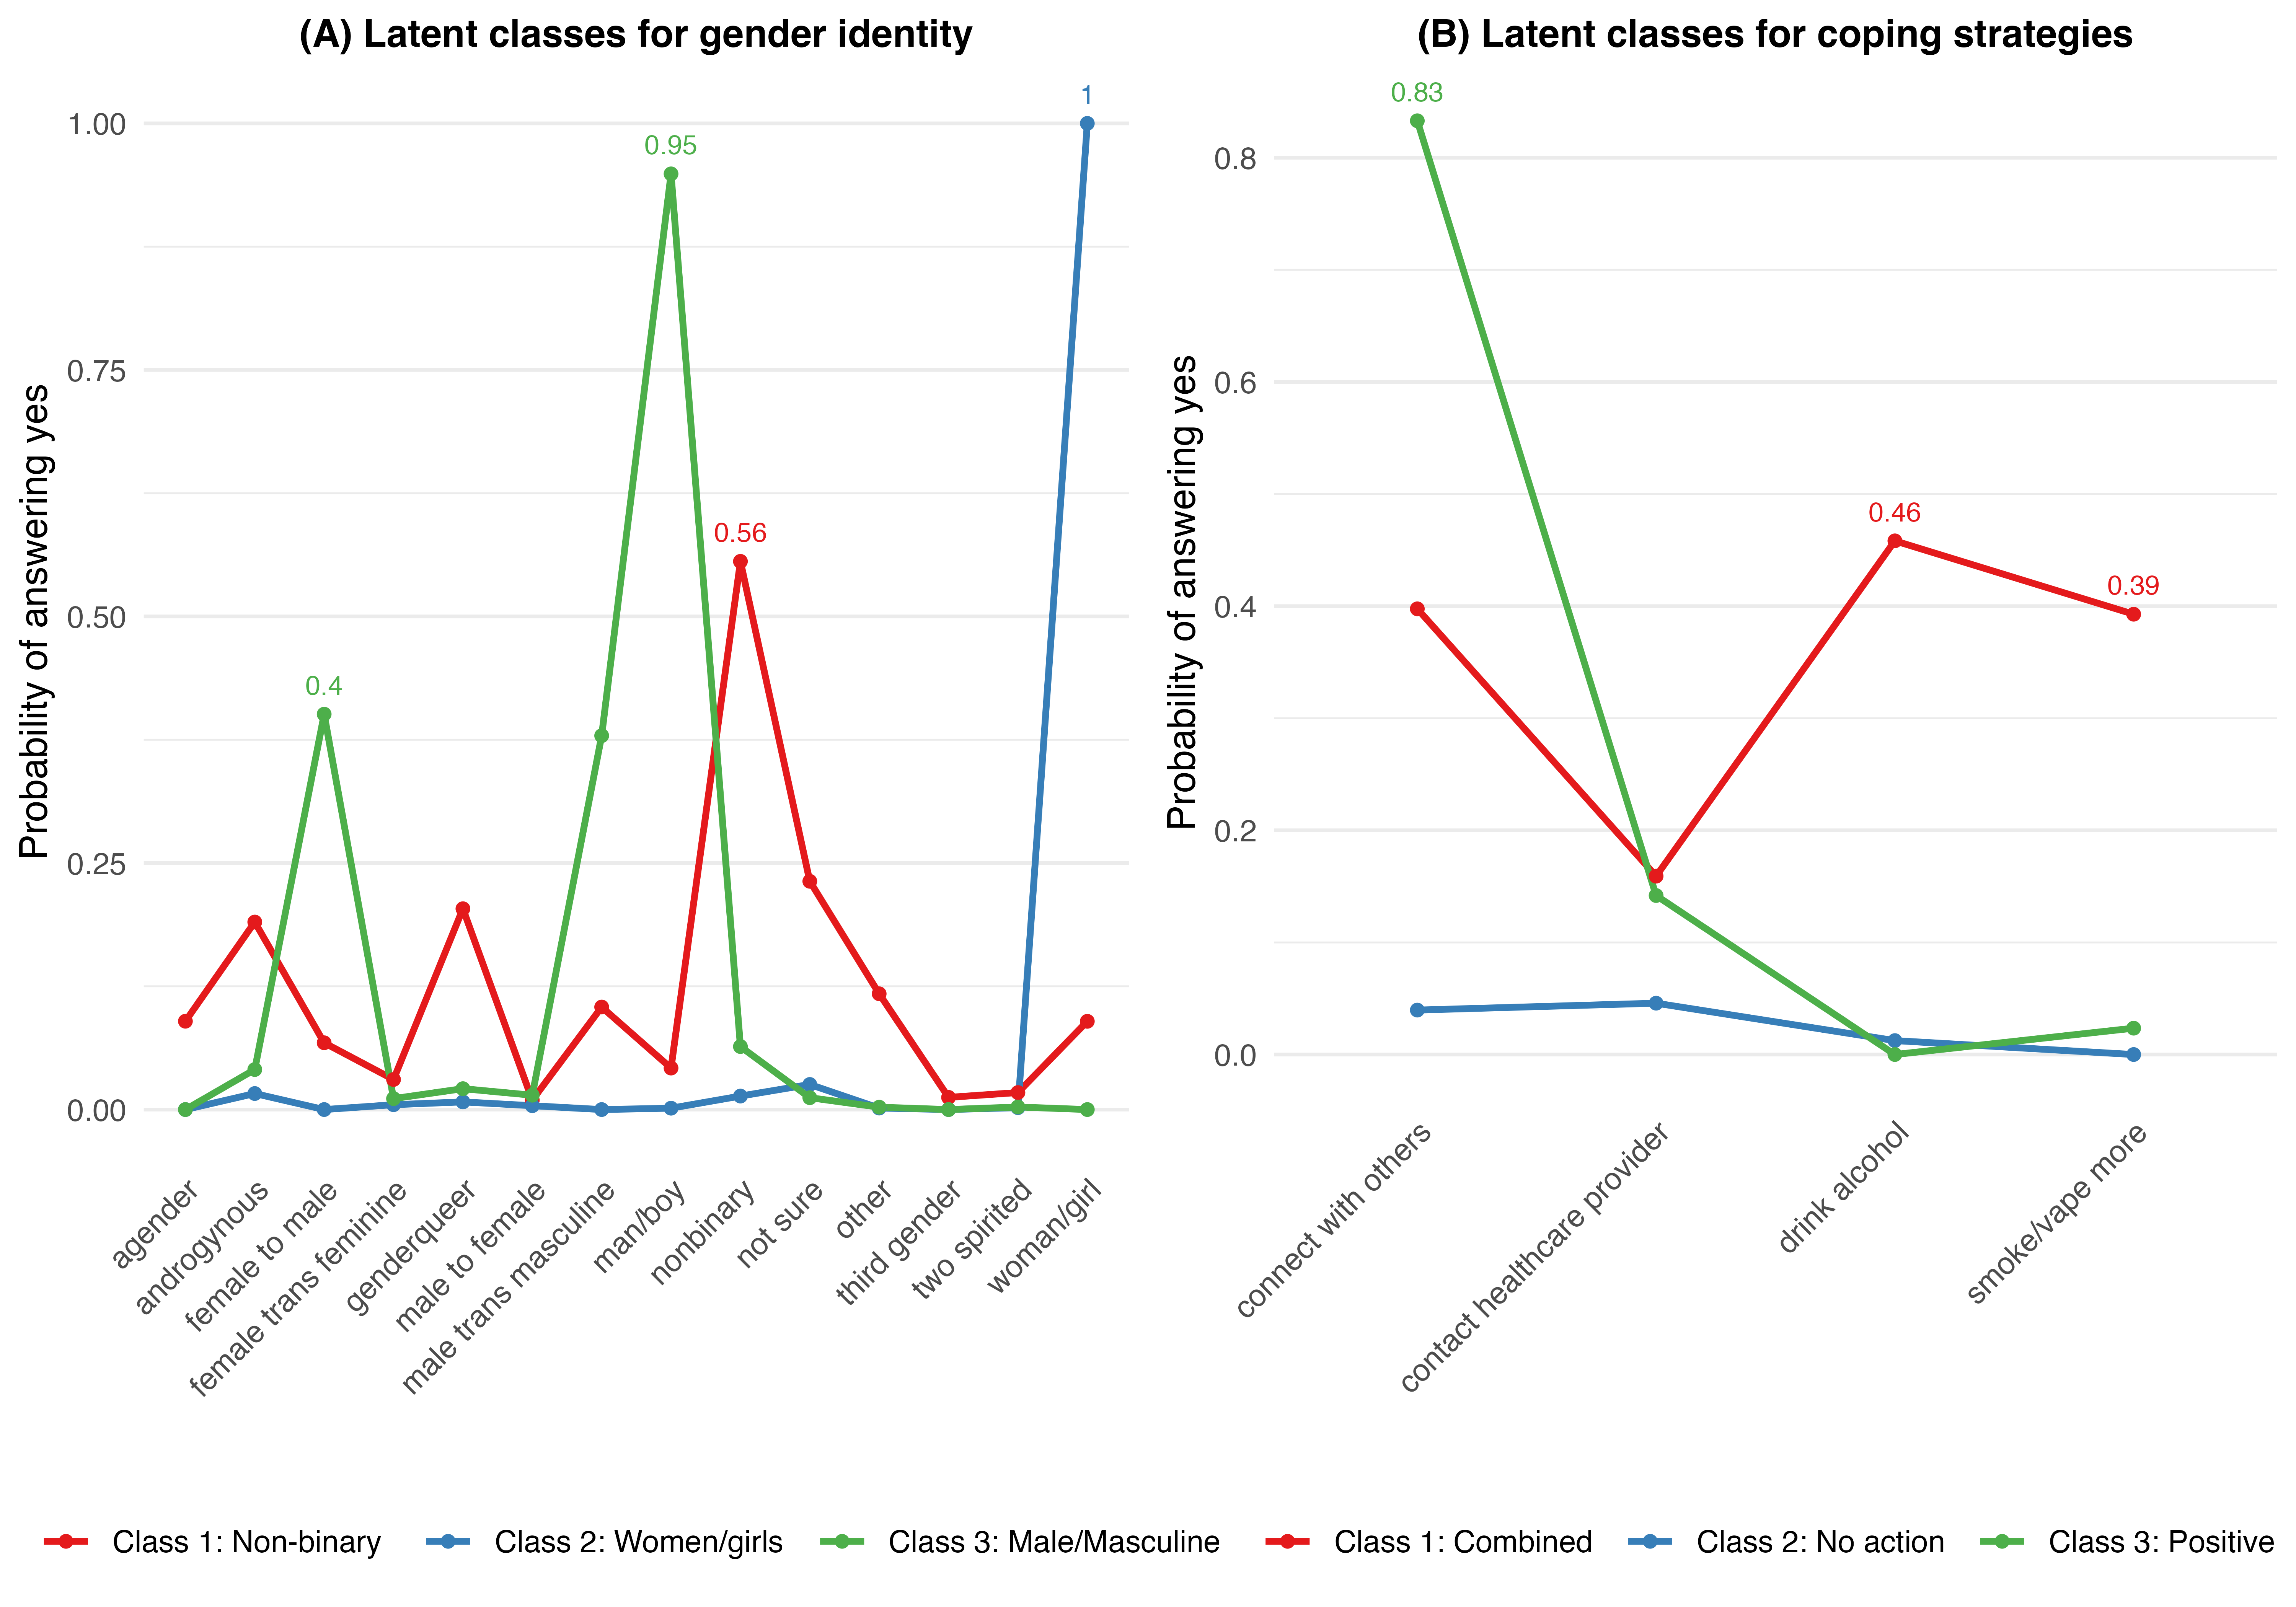 (A) Latent classes for gender identity
Probability of answering yes
1.00
0.75
0.50
0.25
0.00
0.4
0.95
0.56
1
agender
androgynous
female to male
female trans feminine
genderqueer
male to female
male trans masculine
man/boy
nonbinary
not sure
other
third gender
two spirited
woman/girl
(B) Latent classes for coping strategies
Probability of answering yes
0.8
0.6
0.4
0.2
0.0
0.83
0.46
0.39
connect with others
contact healthcare provider
drink alcohol
smoke/vape more
Class 1: Non-binary
Class 2: Women/girls
Class 3: Male/Masculine
Class 1: Combined
Class 2: No action
Class 3: Positive